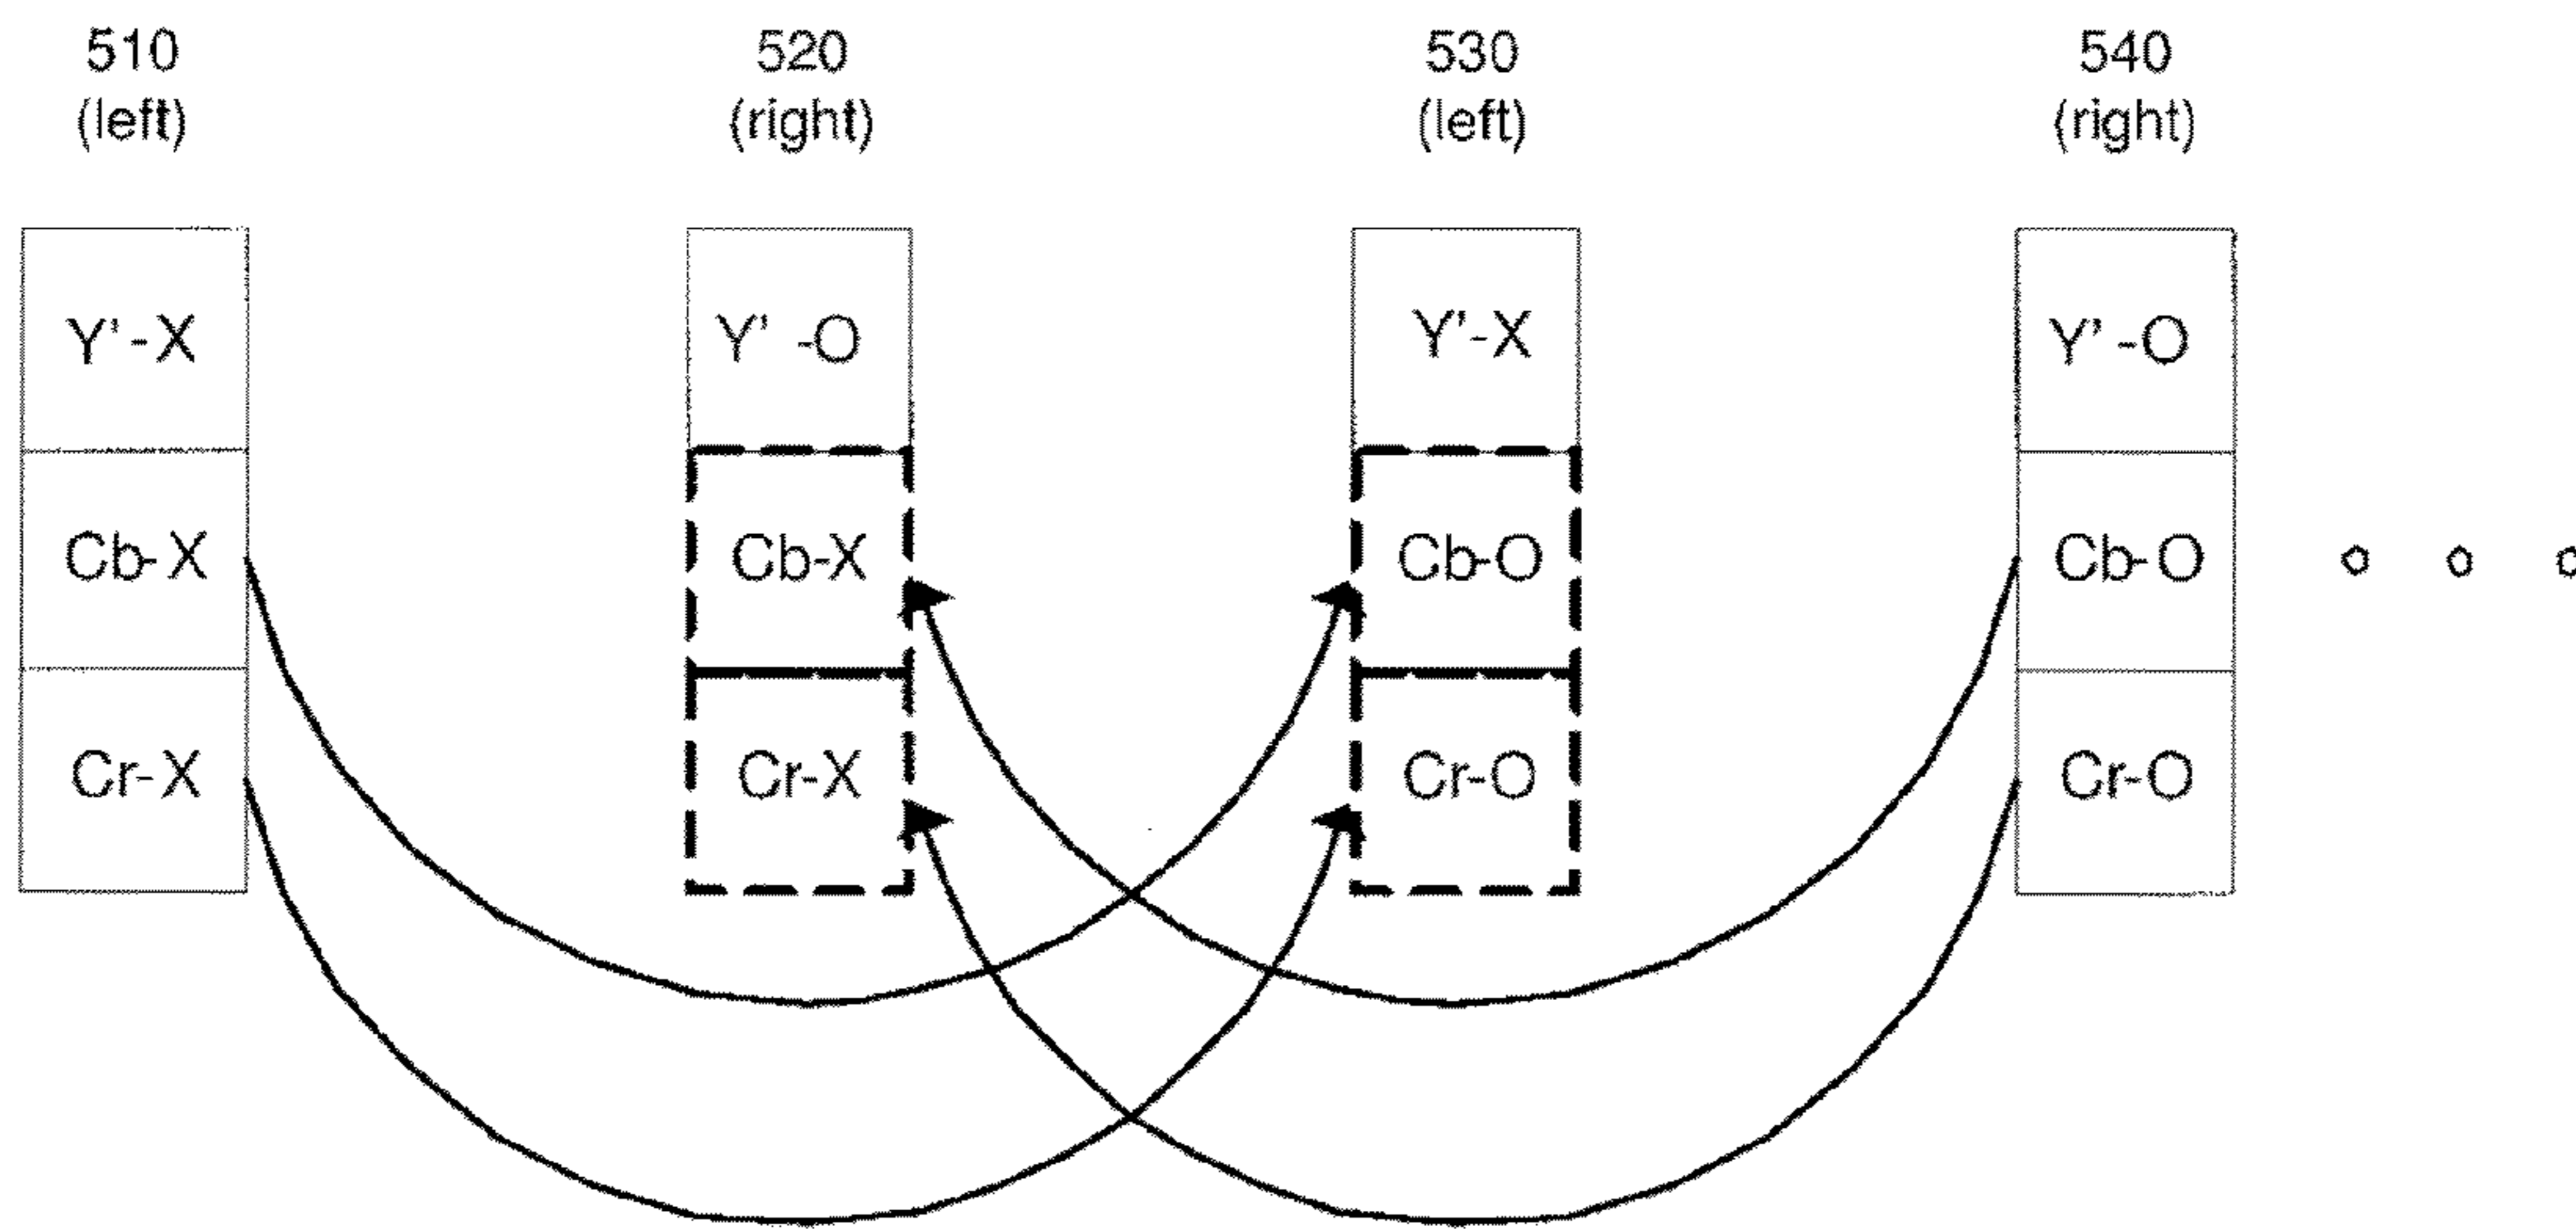 510
(left)
520
(right)
530
(left)
540
(right)
Y'-X
Y' -O
Y'-X
Y' -O
Cb-X
Cb-X
Cb-O
Cb-O
Cr-X
Cr-X
Cr-O
Cr-O